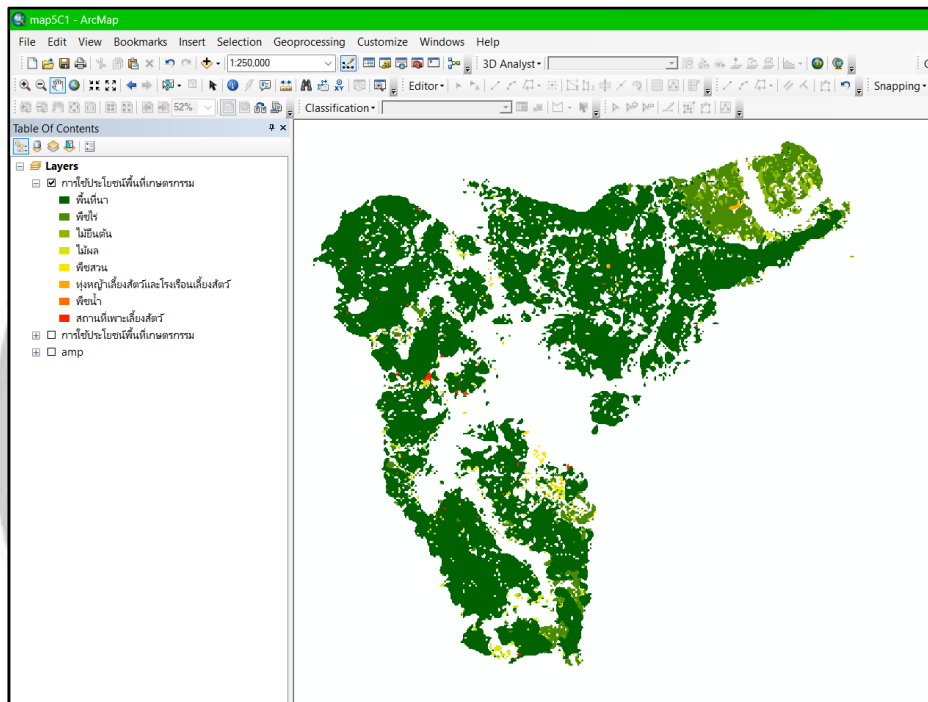 map5C1 - ArcMap
File Edit View Bookmarks Insert Selection Geoprocessing Customize Windows Help
1:250,000 3D Analyst
Editor Snapping
52% Classification
Table Of Contents
Layers
การใช้ประโยชน์พื้นที่เกษตรกรรม
พื้นที่นา
พืชไร่
ไม้ยืนต้น
ไม้ผล
พืชสวน
ทุ่งหญ้าเลี้ยงสัตว์และโรงเรือนเลี้ยงสัตว์
พืชน้ำ
สถานที่เพาะเลี้ยงสัตว์
การใช้ประโยชน์พื้นที่เกษตรกรรม
amp